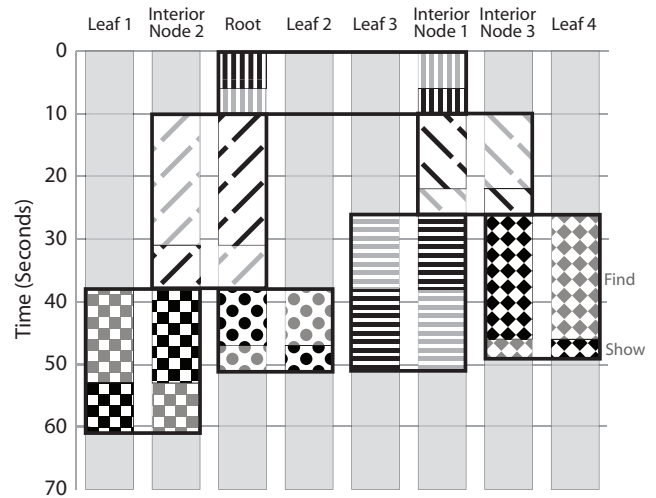 Leaf 1
Interior
Node 2
Root
Leaf 2
Leaf 3
Interior
Node 1
Interior
Node 3
Leaf 4
Time (Seconds)
0
10
20
30
40
50
60
70
Find
Show